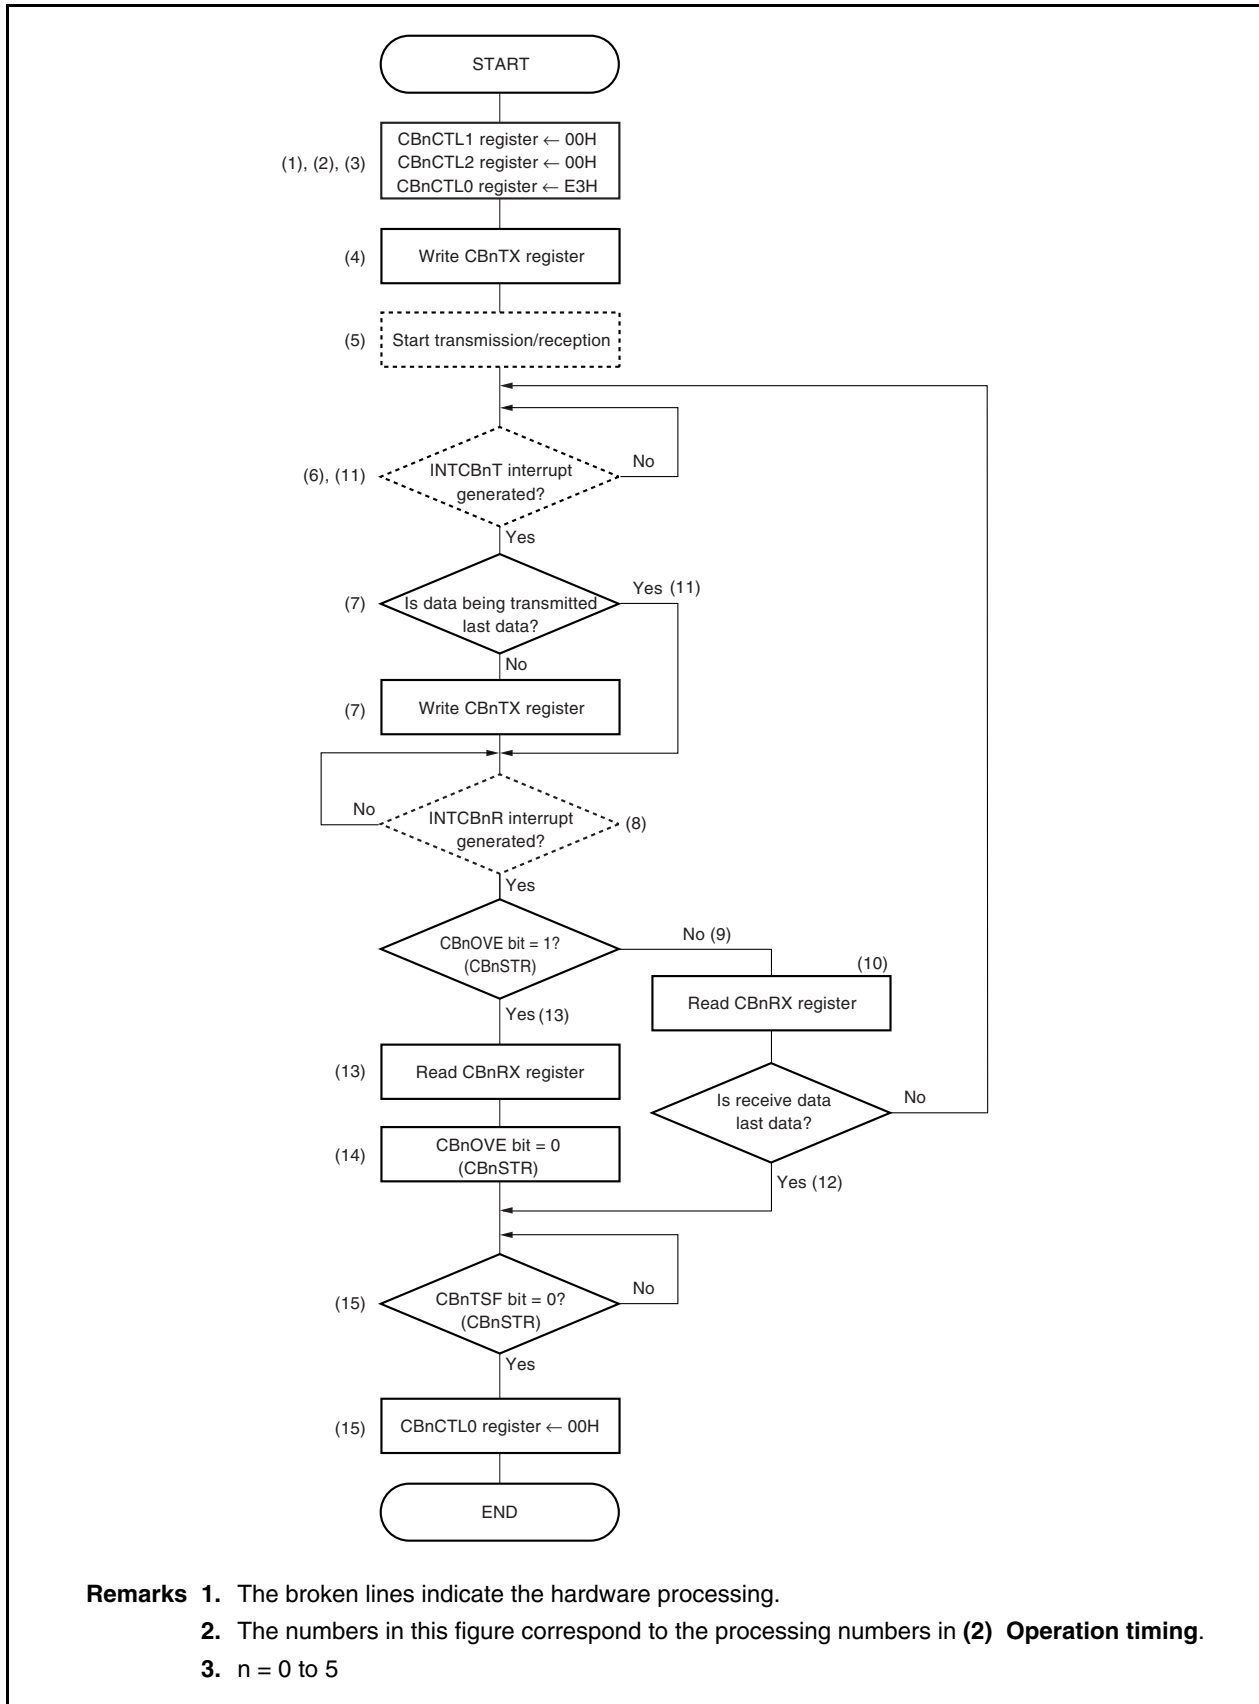 START
CBnCTL1 register ← 00H
(1), (2), (3)
CBnCTL2 register ← 00H
CBnCTL0 register ← E3H
(4)
Write CBnTX register
(5)
Start transmission/reception
(6), (11)
INTCBnT interrupt
generated?
No
Yes
(7)
Is data being transmitted
last data?
Yes (11)
No
(7)
Write CBnTX register
No
INTCBnR interrupt
generated?
(8)
Yes
CBnOVE bit = 1?
(CBnSTR)
No (9)
(10)
Read CBnRX register
Yes (13)
(13)
Read CBnRX register
Is receive data
last data?
No
(14)
CBnOVE bit = 0
(CBnSTR)
Yes (12)
(15)
CBnTSF bit = 0?
(CBnSTR)
No
Yes
(15)
CBnCTL0 register ← 00H
END
Remarks 1. The broken lines indicate the hardware processing.
2. The numbers in this figure correspond to the processing numbers in (2) Operation timing.
3. n = 0 to 5